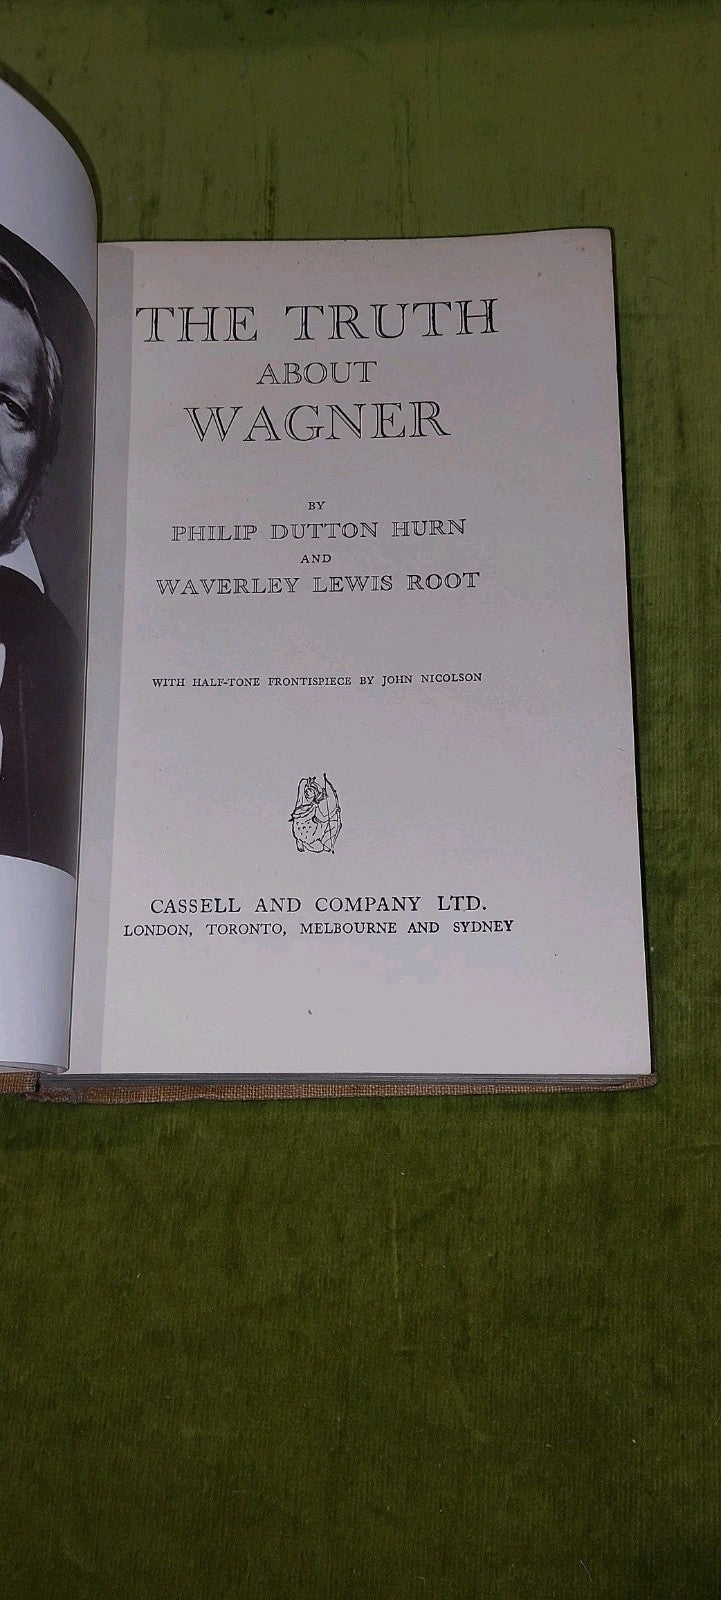 THE TRUTH
ABOUT
WAGNER
BY
PHILIP DUTTON HURN
AND
WAVERLEY LEWIS ROOT
WITH HALF-TONE FRONTISPIECE BY JOHN NICOLSON
CASSELL AND COMPANY LTD.
LONDON, TORONTO, MELBOURNE AND SYDNEY